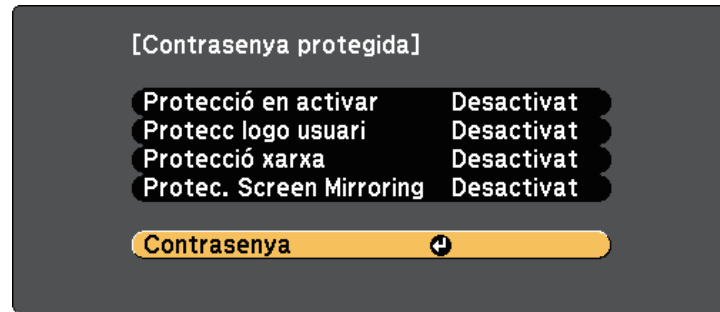 [Contrasenya protegida]
Protecció en activar Desactivat
Protecc logo usuari Desactivat
Protecció xarxa Desactivat
Protec. Screen Mirroring Desactivat
Contrasenya